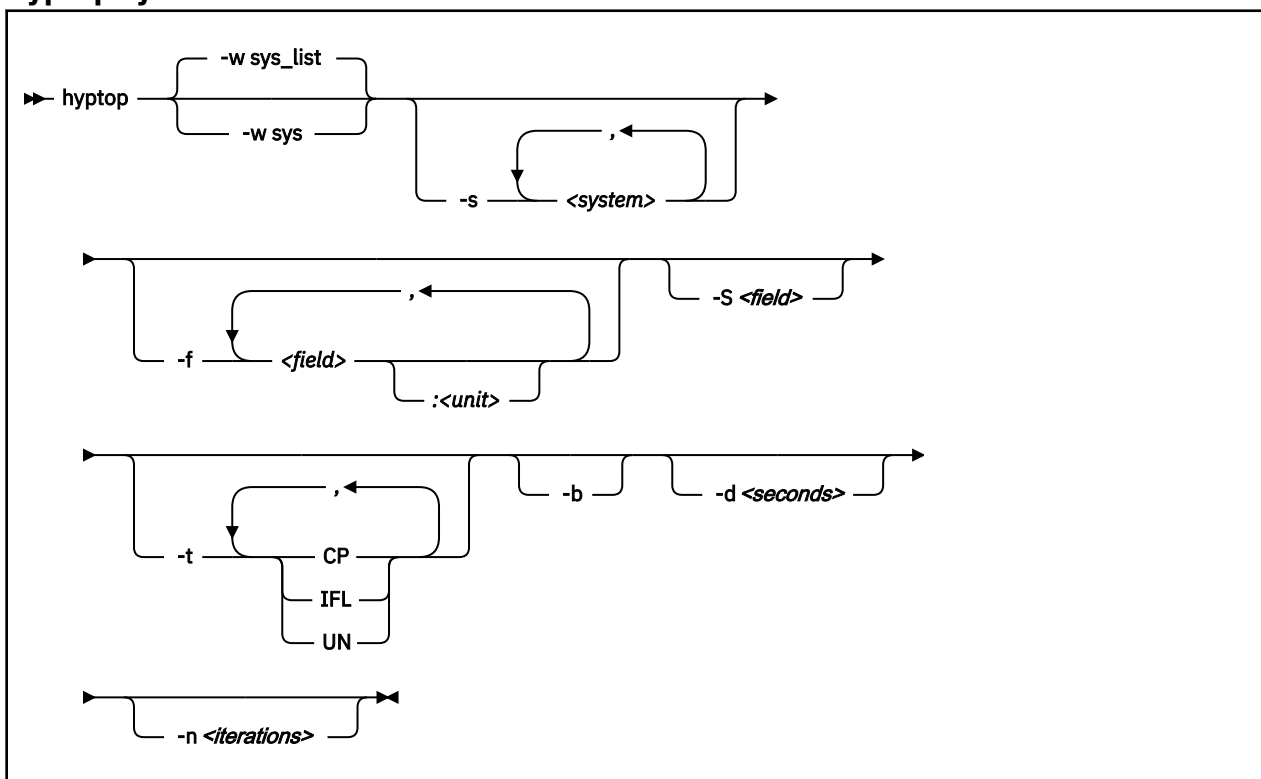 -w sys_list
hyptop
-w sys
,
-s <system>
,
-S <field>
-f <field>
:<unit>
,
-b
-d <seconds>
-t CP
IFL
UN
-n <iterations>